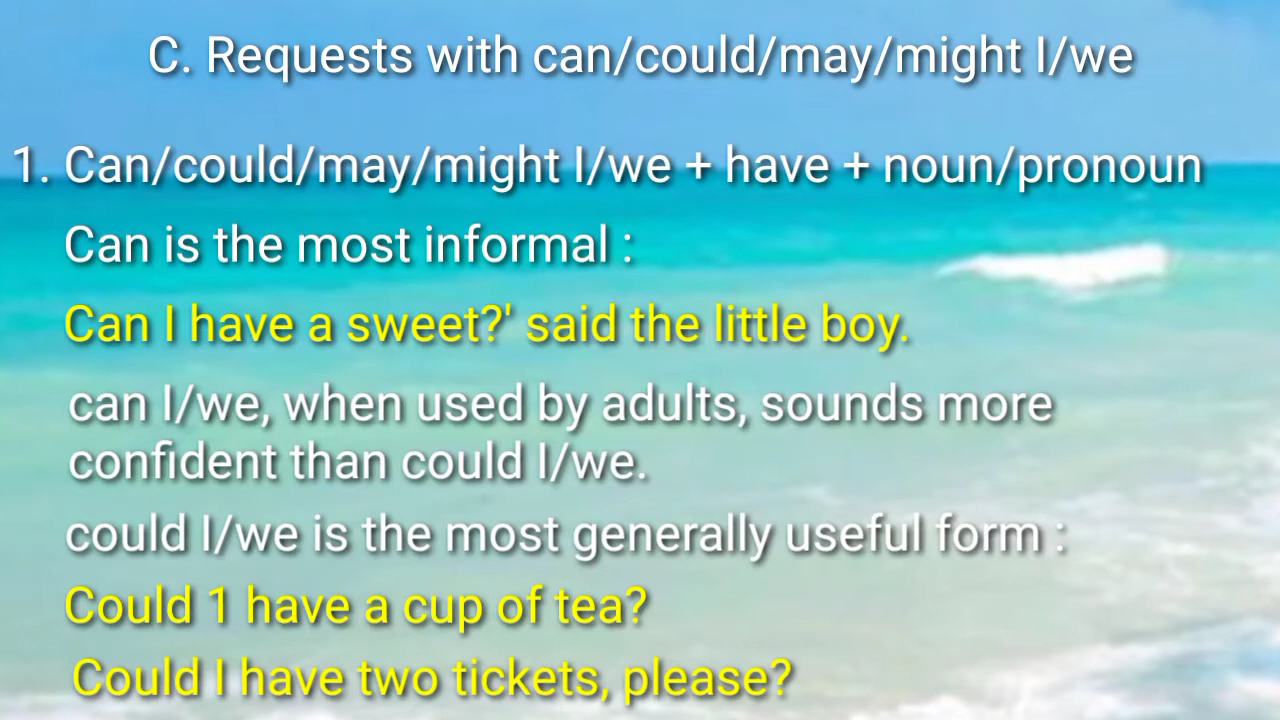 C. Requests with can/could/may/might I/we
1. Can/could/may/might I/we + have + noun/pronoun
Can is the most informal :
Can I have a sweet?' said the little boy.
can I/we, when used by adults, sounds more
confident than could I/we.
could I/we is the most generally useful form :
Could 1 have a cup of tea?
Could I have two tickets, please?